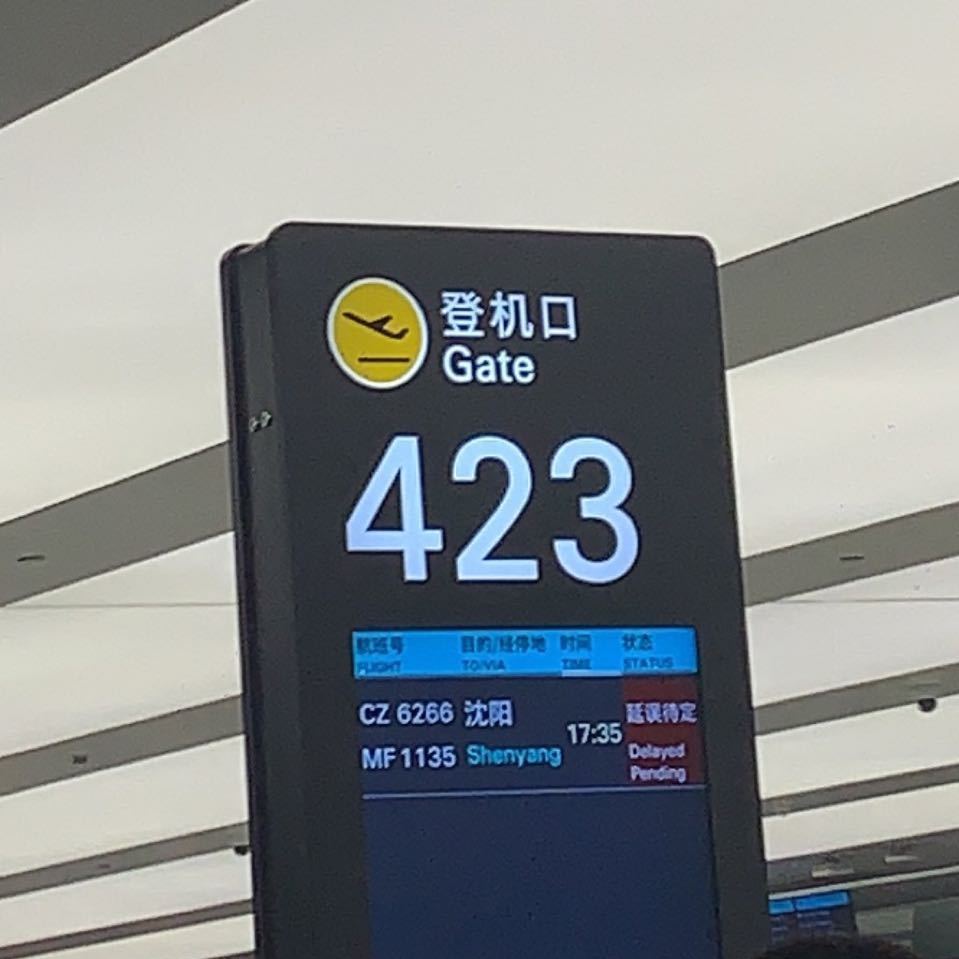 登机口
Gate
423
航班号 目的/经停地 时间 状态
FLIGHT TO/VIA TIME STATUS
CZ 6266 沈阳 17:35 延误待定
MF 1135 Shenyang Delayed
Pending